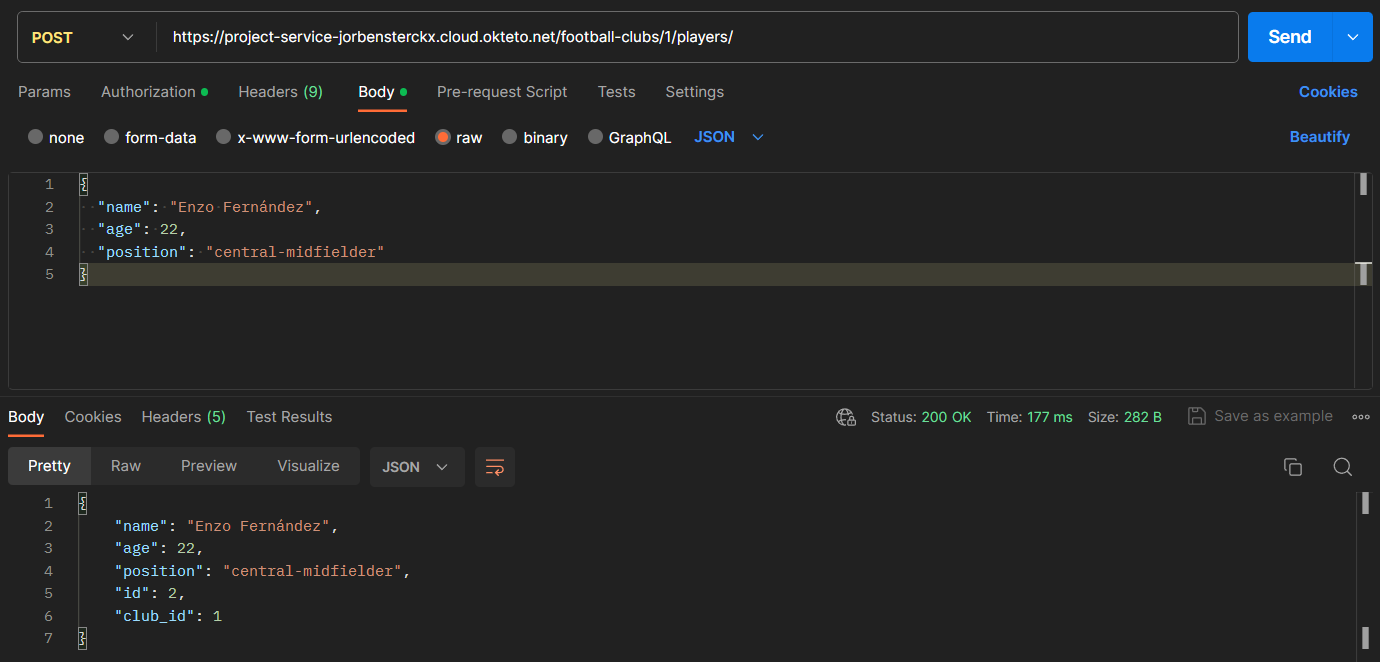 POST https://project-service-jorbensterckx.cloud.okteto.net/football-clubs/1/players/ Send
Params Authorization Headers (9) Body Pre-request Script Tests Settings Cookies
none form-data x-www-form-urlencoded raw binary GraphQL JSON Beautify
1 {
2 "name": "Enzo Fernández",
3 "age": 22,
4 "position": "central-midfielder"
5 }
Body Cookies Headers (5) Test Results Status: 200 OK Time: 177 ms Size: 282 B Save as example
Pretty Raw Preview Visualize JSON
1 {
2 "name": "Enzo Fernández",
3 "age": 22,
4 "position": "central-midfielder",
5 "id": 2,
6 "club_id": 1
7 }